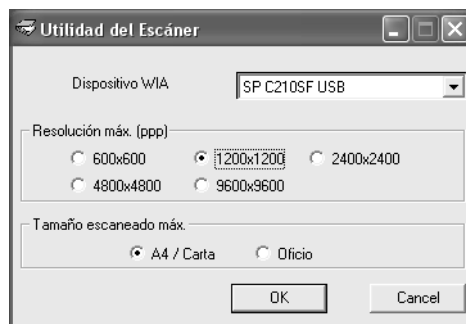 Utilidad del Escáner
Dispositivo WIA SP C210SF USB
Resolución máx. (ppp)
600x600 1200x1200 2400x2400
4800x4800 9600x9600
Tamaño escaneado máx.
A4 / Carta Oficio
OK Cancel